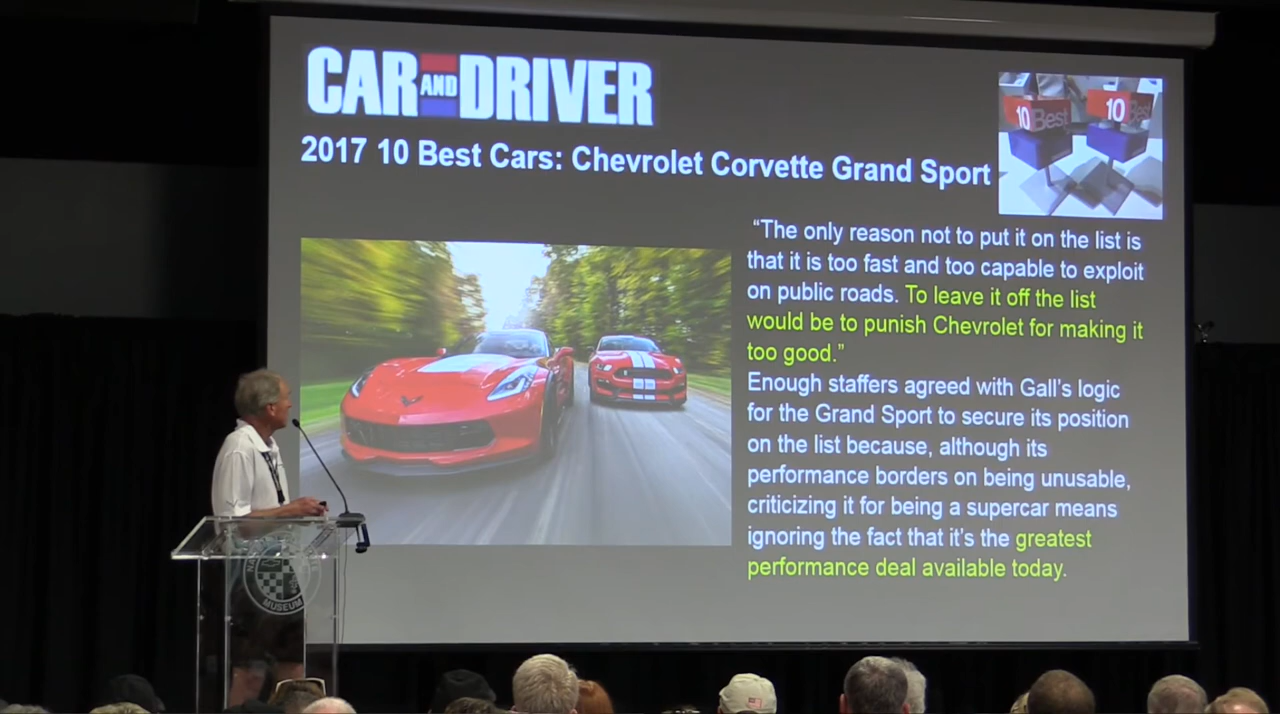 CAR AND DRIVER
2017 10 Best Cars: Chevrolet Corvette Grand Sport
10 Best
10 Best
“The only reason not to put it on the list is
that it is too fast and too capable to exploit
on public roads. To leave it off the list
would be to punish Chevrolet for making it
too good.”
Enough staffers agreed with Gall’s logic
for the Grand Sport to secure its position
on the list because, although its
performance borders on being unusable,
criticizing it for being a supercar means
ignoring the fact that it’s the greatest
performance deal available today.
MUSEUM